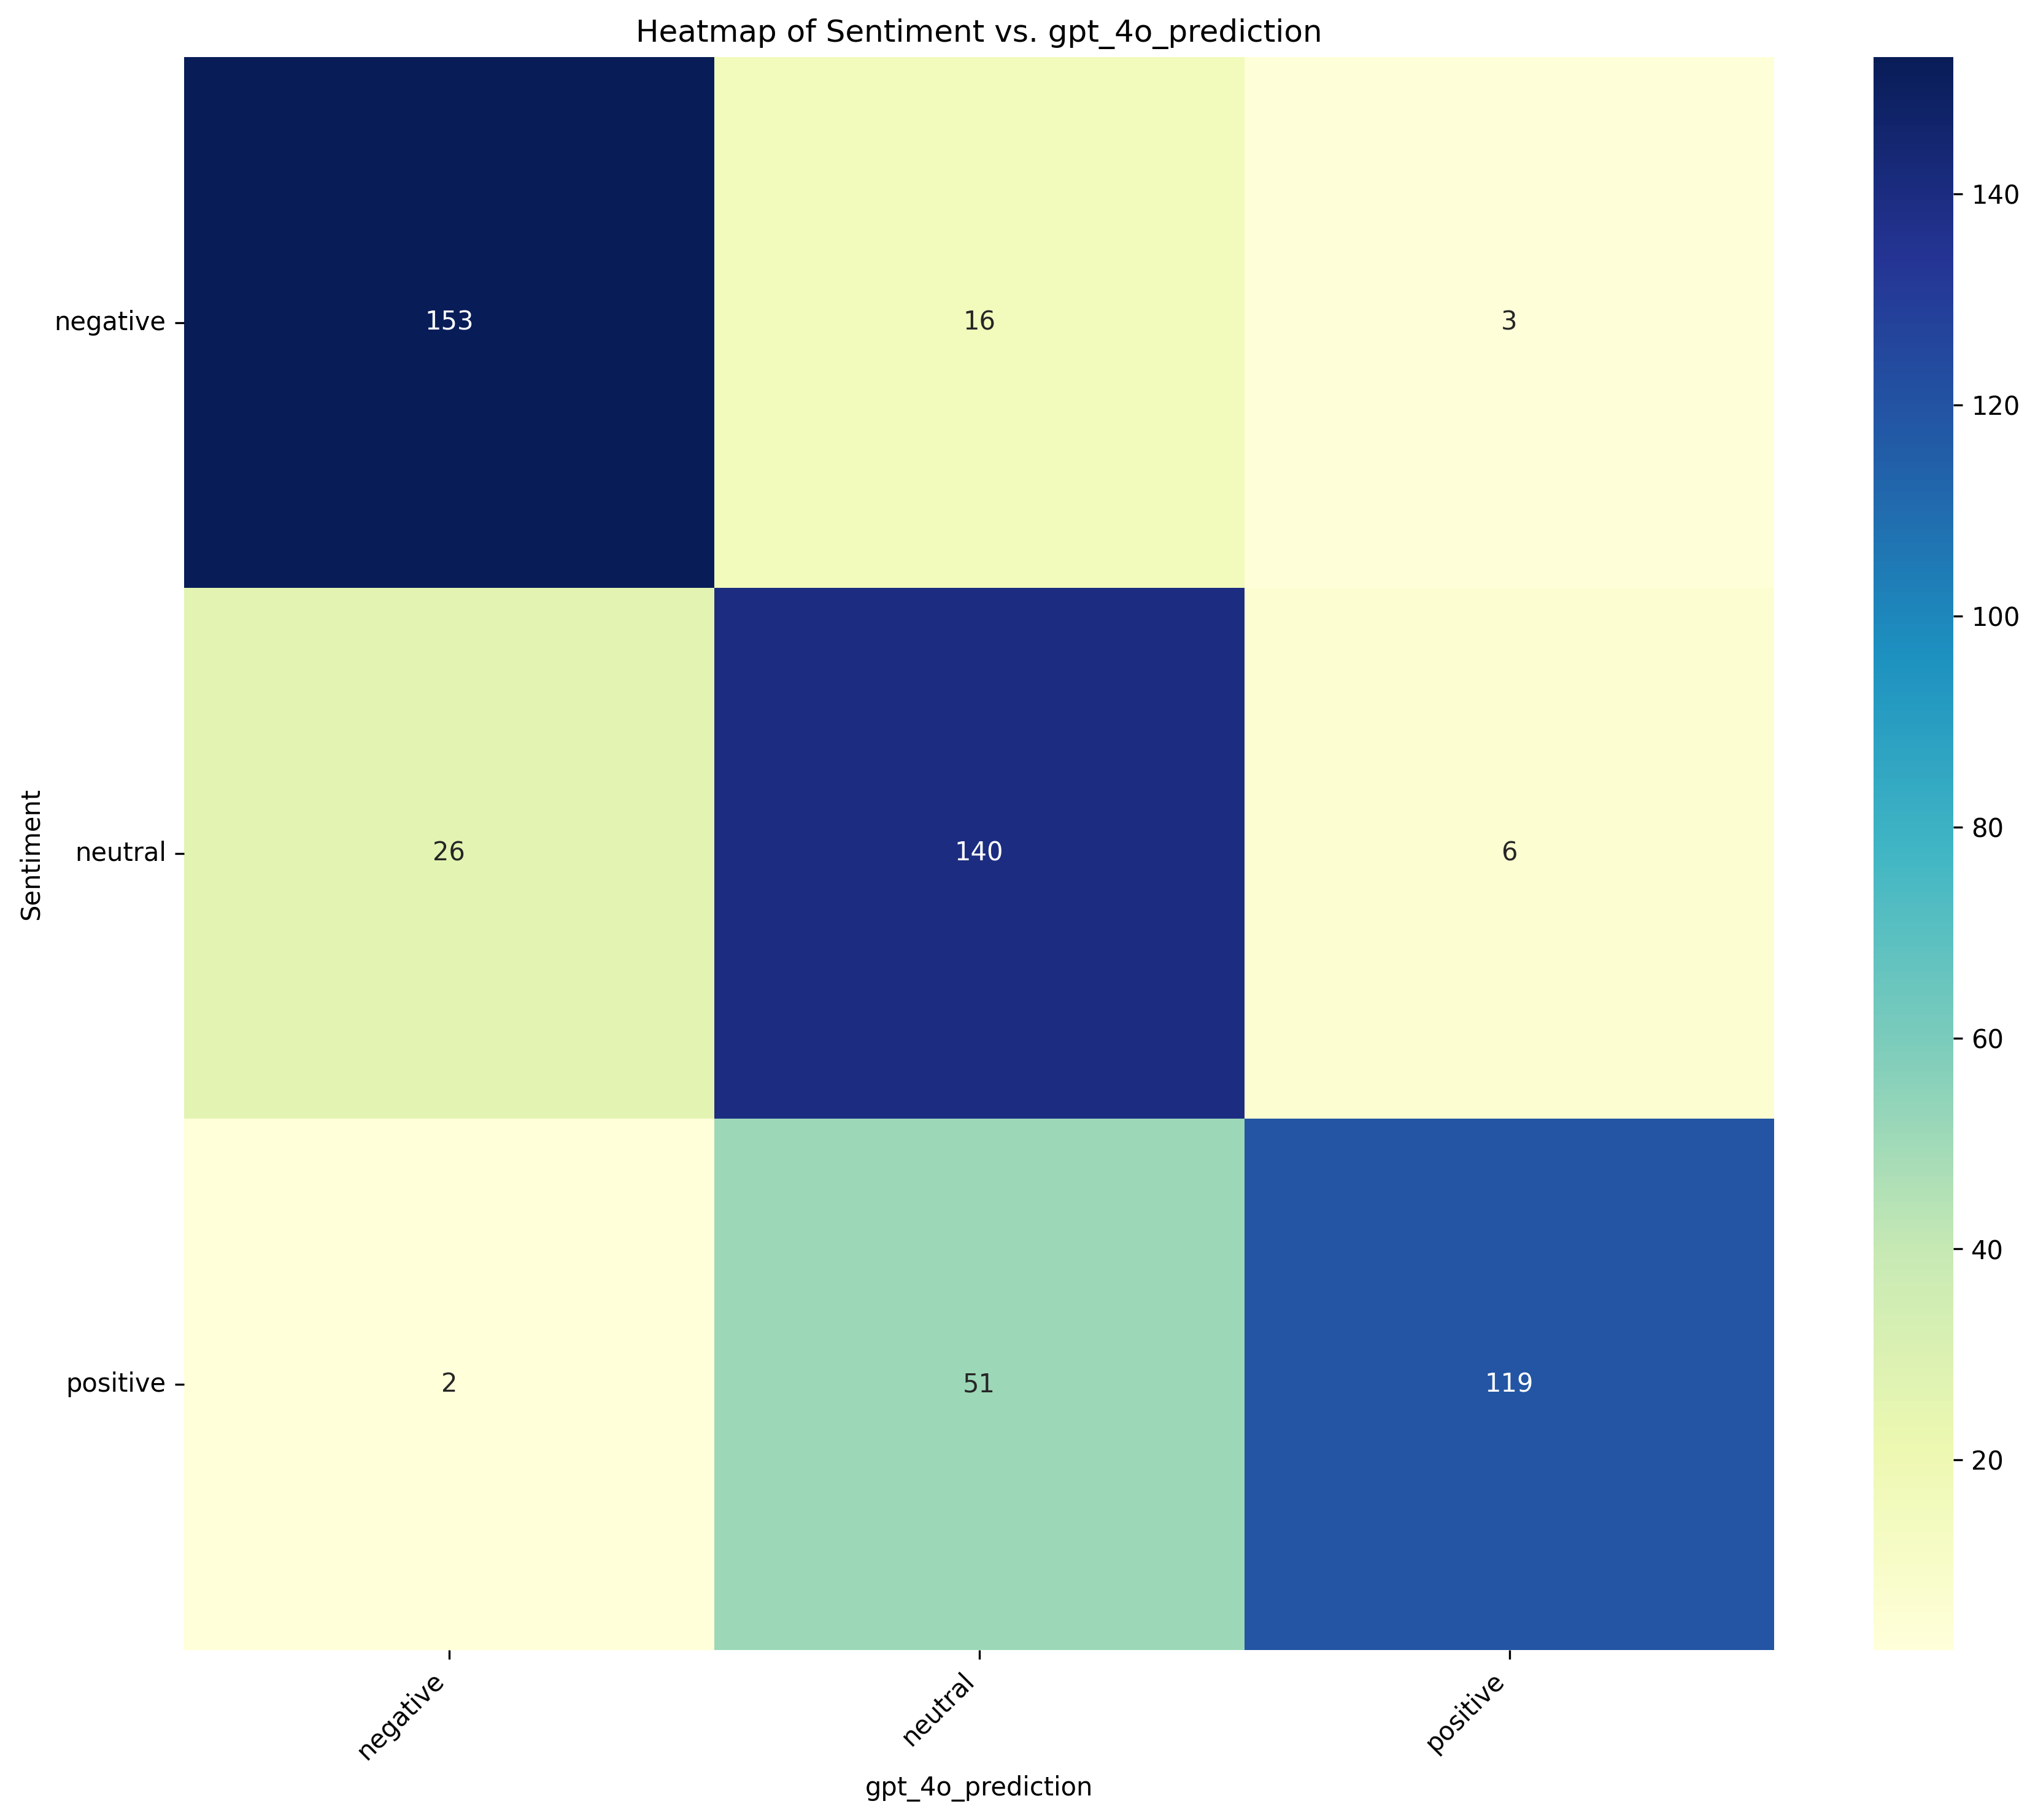 Heatmap of Sentiment vs. gpt_4o_prediction
140
negative 153 16 3
120
100
Sentiment
neutral 26 140 6
80
60
positive 2 51 119
40
20
negative neutral positive
gpt_4o_prediction